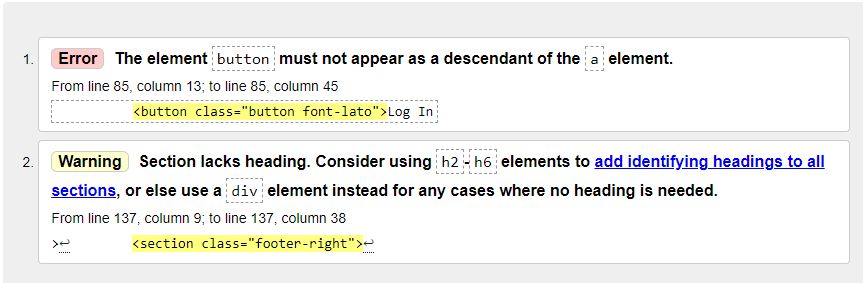 1. Error The element button must not appear as a descendant of the a element.
From line 85, column 13; to line 85, column 45
<button class="button font-lato">Log In
2. Warning Section lacks heading. Consider using h2-h6 elements to add identifying headings to all
sections, or else use a div element instead for any cases where no heading is needed.
From line 137, column 9; to line 137, column 38
>↩ <section class="footer-right">↩